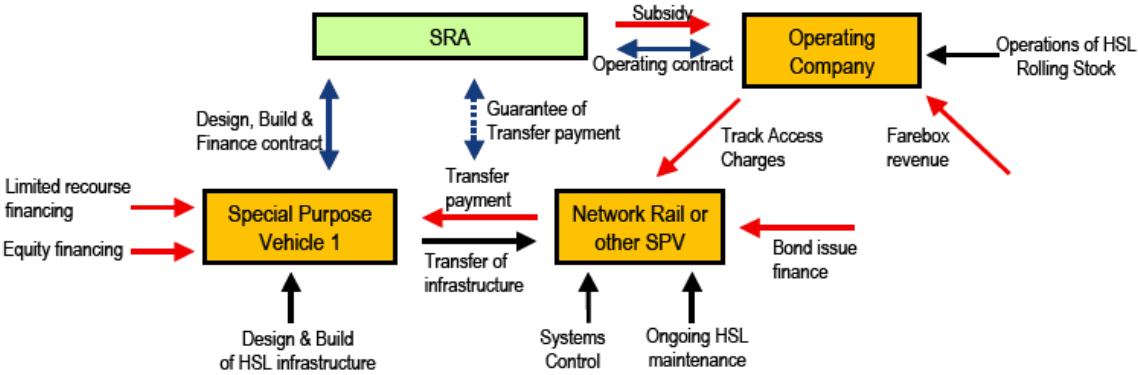 Subsidy
SRA
Operating
Company
Operating contract
Operations of HSL
Rolling Stock
Design, Build &
Finance contract
Guarantee of
Transfer payment
Track Access
Charges
Farebox
revenue
Limited recourse
financing
Equity financing
Special Purpose
Vehicle 1
Transfer
payment
Transfer of
infrastructure
Network Rail or
other SPV
Bond issue
finance
Design & Build
of HSL infrastructure
Systems
Control
Ongoing HSL
maintenance